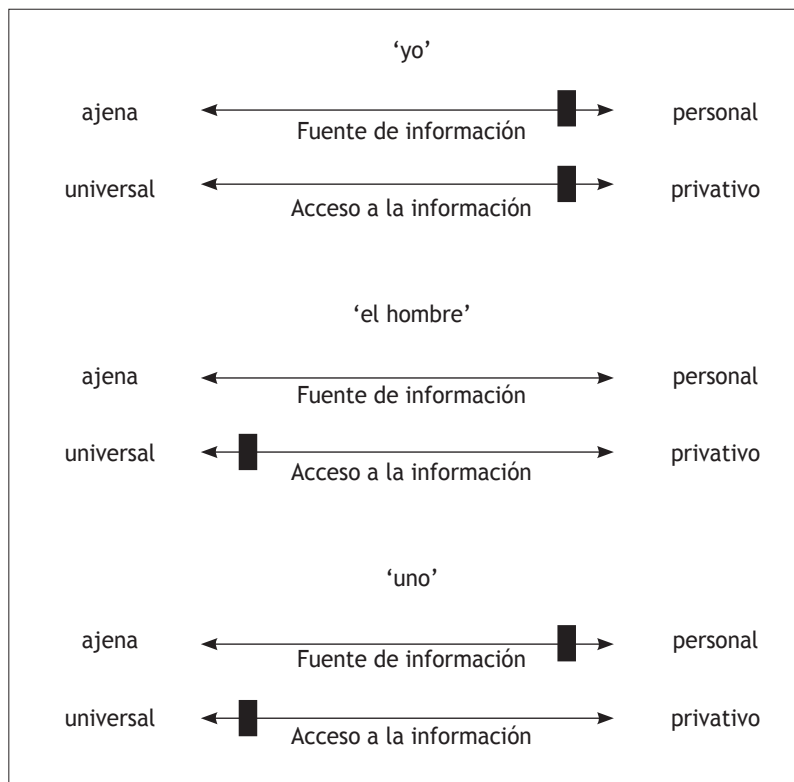 ‘yo’
ajena personal
Fuente de información
universal privativo
Acceso a la información
‘el hombre’
ajena personal
Fuente de información
universal privativo
Acceso a la información
‘uno’
ajena personal
Fuente de información
universal privativo
Acceso a la información